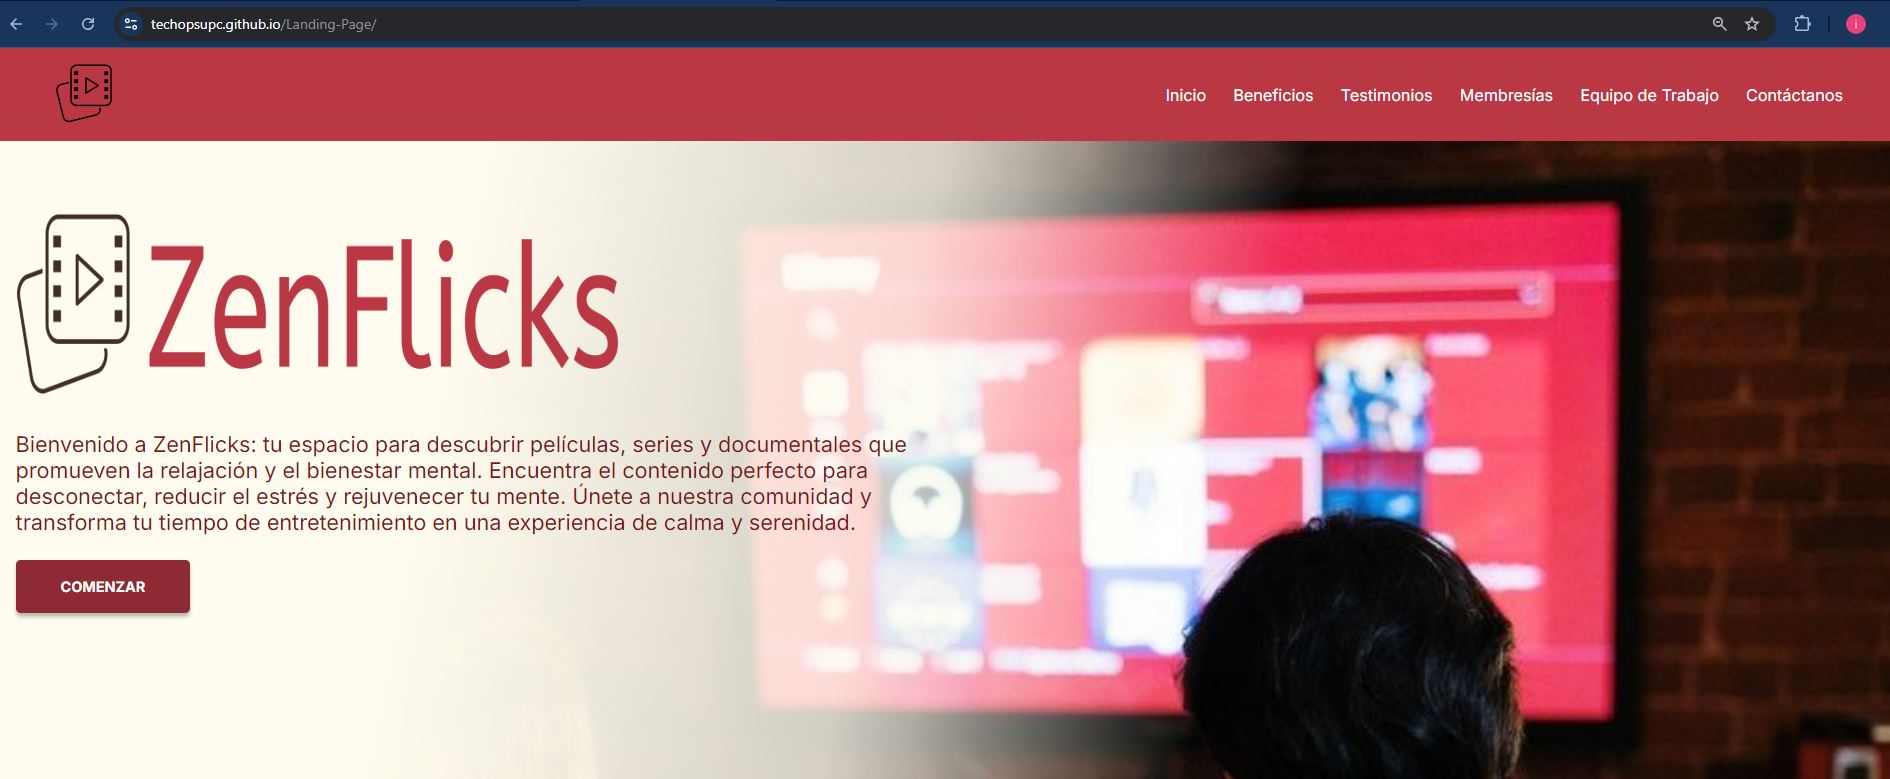 techopsupc.github.io/Landing-Page/
i
Inicio Beneficios Testimonios Membresías Equipo de Trabajo Contáctanos
ZenFlicks
Bienvenido a ZenFlicks: tu espacio para descubrir películas, series y documentales que
promueven la relajación y el bienestar mental. Encuentra el contenido perfecto para
desconectar, reducir el estrés y rejuvenecer tu mente. Únete a nuestra comunidad y
transforma tu tiempo de entretenimiento en una experiencia de calma y serenidad.
COMENZAR